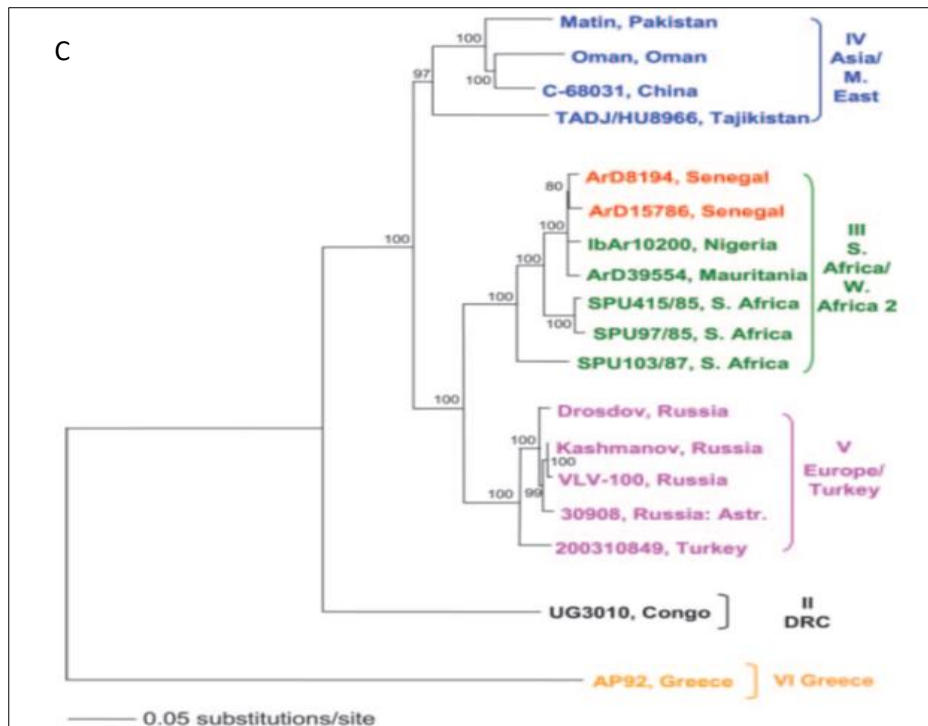 C
Matin, Pakistan
100
Oman, Oman
97
100
C-68031, China
TADJ/HU8966, Tajikistan
IV
Asia/
M.
East
ArD8194, Senegal
80
ArD15786, Senegal
100
IbAr10200, Nigeria
100
100
ArD39554, Mauritania
SPU415/85, S. Africa
100
SPU97/85, S. Africa
100
SPU103/87, S. Africa
III
S.
Africa/
W.
Africa 2
100
Drosdov, Russia
100
Kashmanov, Russia
100
VLV-100, Russia
100
99
30908, Russia: Astr.
200310849, Turkey
V
Europe/
Turkey
UG3010, Congo
II
DRC
AP92, Greece
VI Greece
0.05 substitutions/site